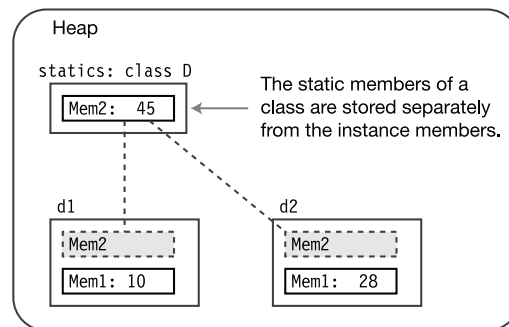 Heap
statics: class D
Mem2: 45
The static members of a
class are stored separately
from the instance members.
d1
Mem2
Mem1: 10
d2
Mem2
Mem1: 28